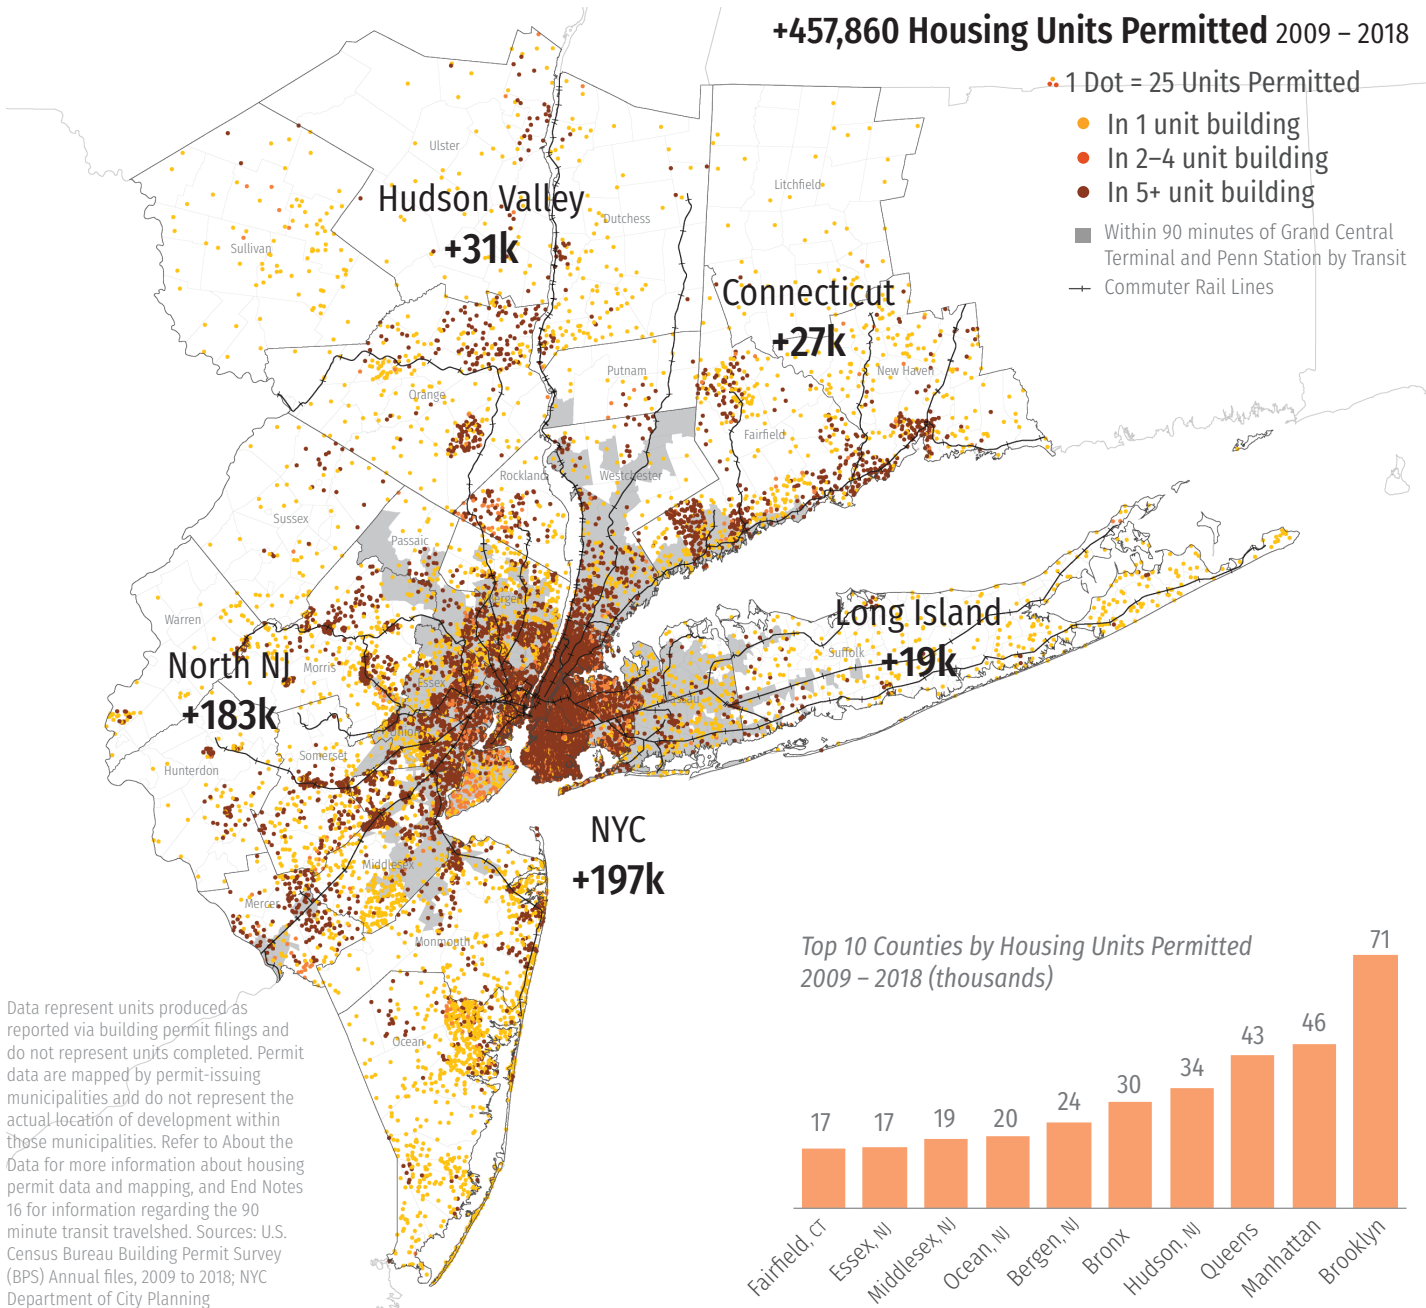 +457,860 Housing Units Permitted 2009 – 2018
1 Dot = 25 Units Permitted
In 1 unit building
In 2–4 unit building
In 5+ unit building
Within 90 minutes of Grand Central
Terminal and Penn Station by Transit
Commuter Rail Lines
Ulster
Litchfield
Hudson Valley
+31k
Dutchess
Sullivan
Connecticut
+27k
Putnam
New Haven
Orange
Fairfield
Rockland
Westchester
Sussex
Passaic
Bergen
Warren
Long Island
+19k
Suffolk
North NJ
+183k
Morris
Essex
Nassau
Union
Somerset
Hunterdon
NYC
+197k
Middlesex
Mercer
Monmouth
Ocean
Data represent units produced as
reported via building permit filings and
do not represent units completed. Permit
data are mapped by permit-issuing
municipalities and do not represent the
actual location of development within
those municipalities. Refer to About the
Data for more information about housing
permit data and mapping, and End Notes
16 for information regarding the 90
minute transit travelshed. Sources: U.S.
Census Bureau Building Permit Survey
(BPS) Annual files, 2009 to 2018; NYC
Department of City Planning
Top 10 Counties by Housing Units Permitted
2009 – 2018 (thousands)
17
17
19
20
24
30
34
43
46
71
Fairfield, CT
Essex, NJ
Middlesex, NJ
Ocean, NJ
Bergen, NJ
Bronx
Hudson, NJ
Queens
Manhattan
Brooklyn